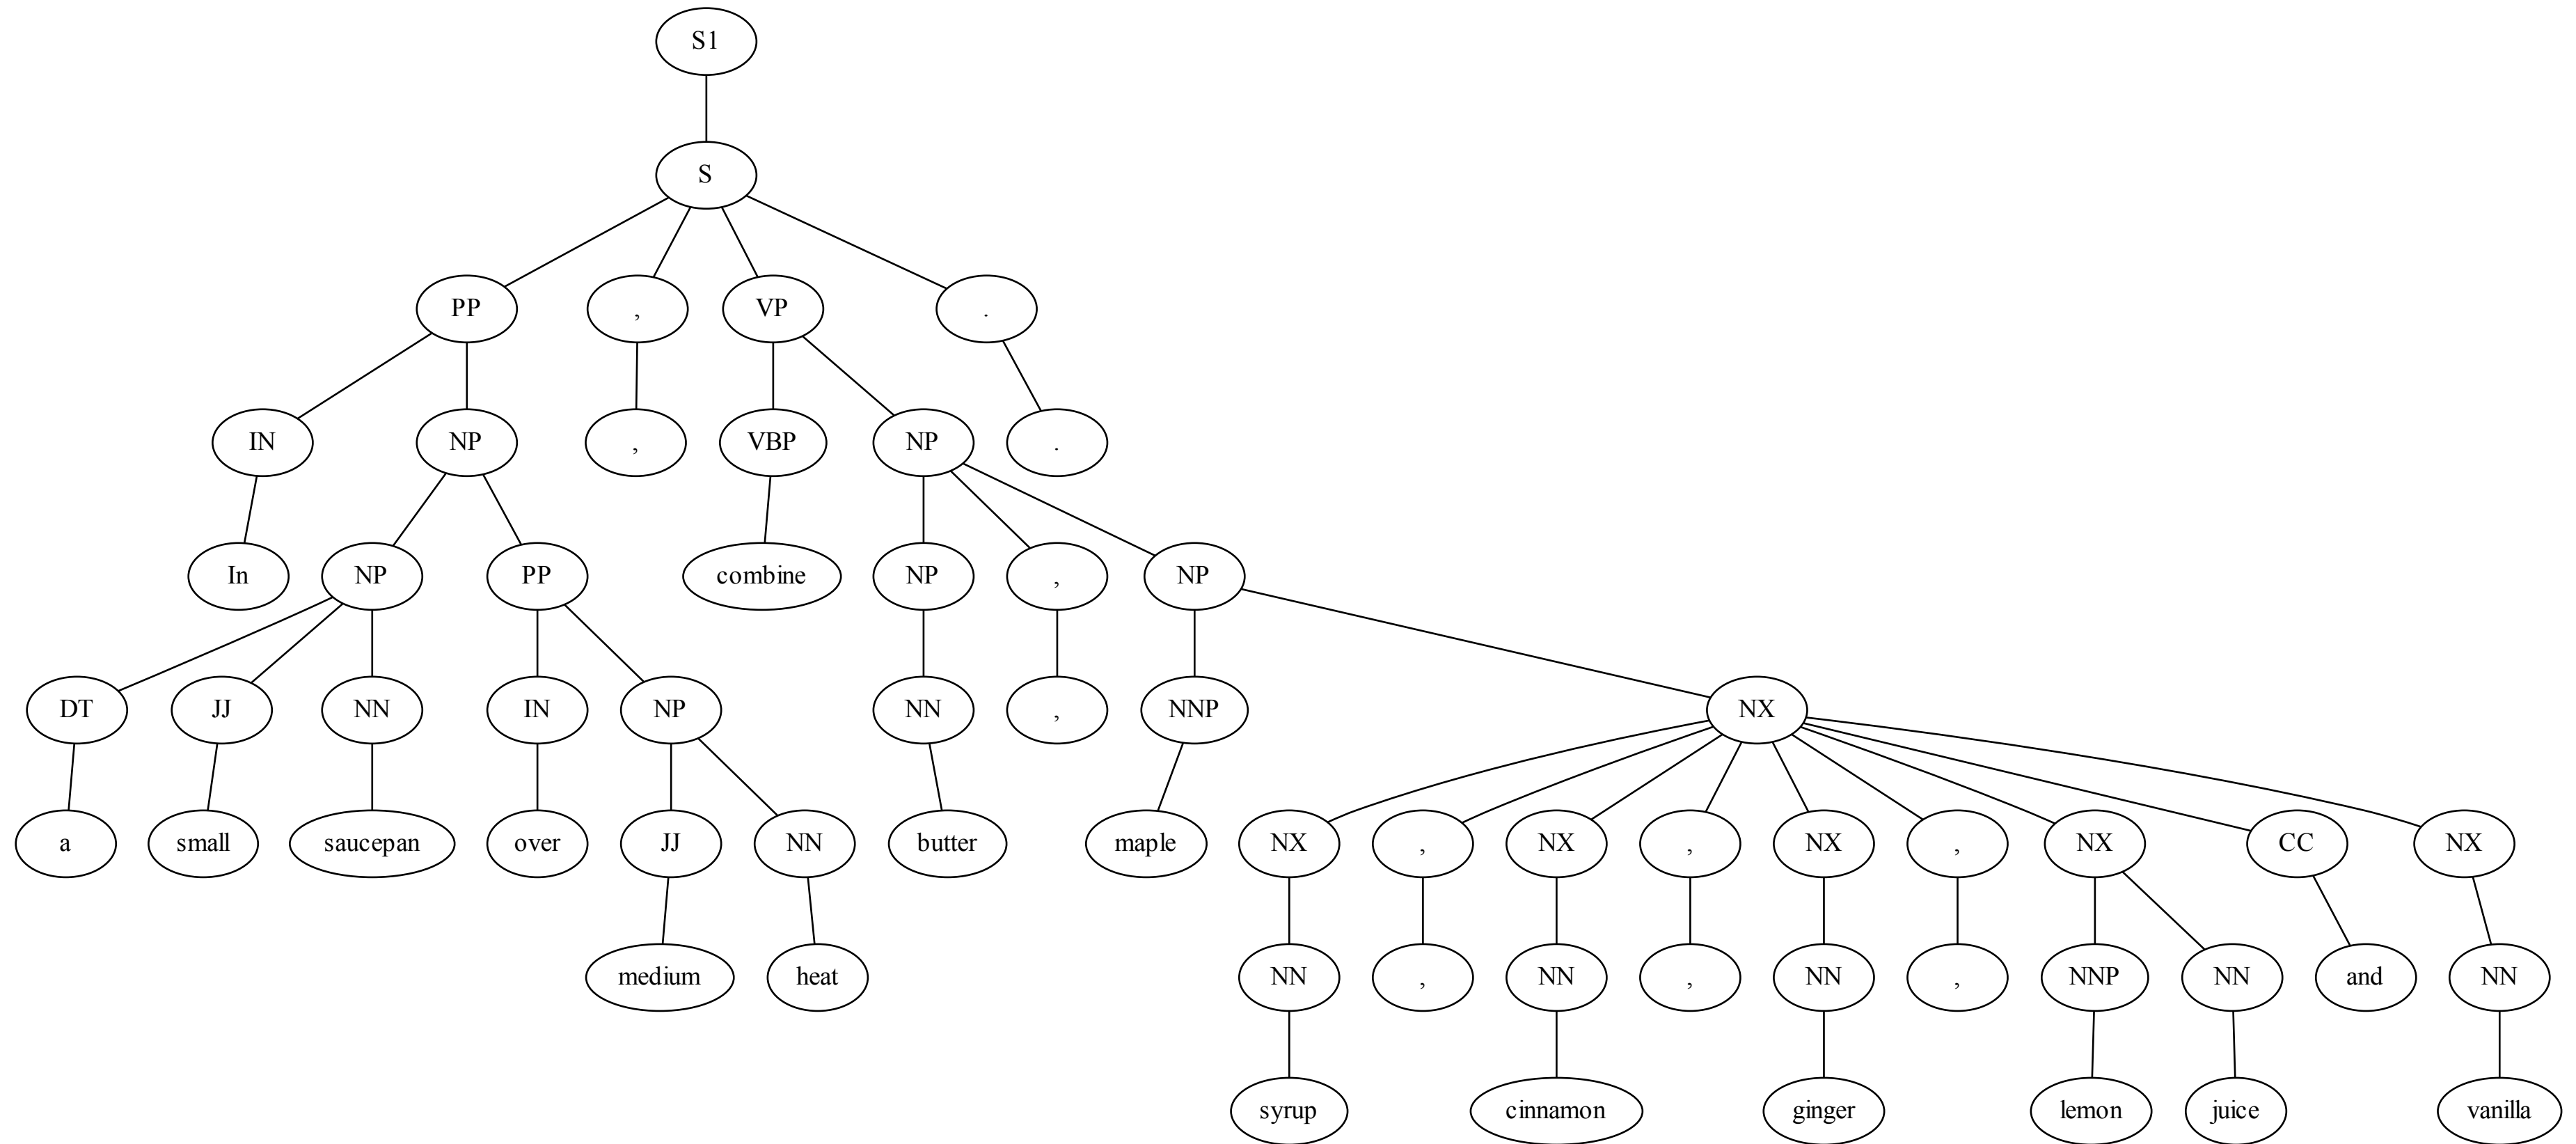 S1
S
PP , VP .
IN NP , VBP NP .
In NP PP combine NP , NP
DT JJ NN IN NP NN , NNP NX
a small saucepan over JJ NN butter maple NX , NX , NX , NX CC NX
medium heat NN , NN , NN , NNP NN and NN
syrup cinnamon ginger lemon juice vanilla